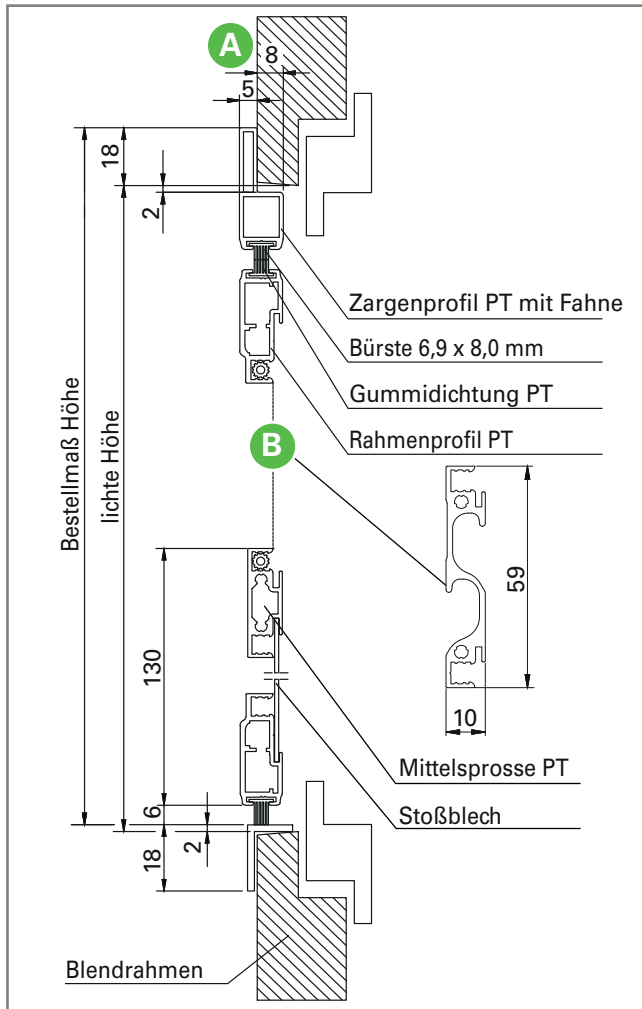 A
8
5
18
2
Zargenprofil PT mit Fahne
Bürste 6,9 x 8,0 mm
Gummidichtung PT
Rahmenprofil PT
B
Bestellmaß Höhe
lichte Höhe
59
10
130
Mittelsprosse PT
Stoßblech
6
2
18
Blendrahmen